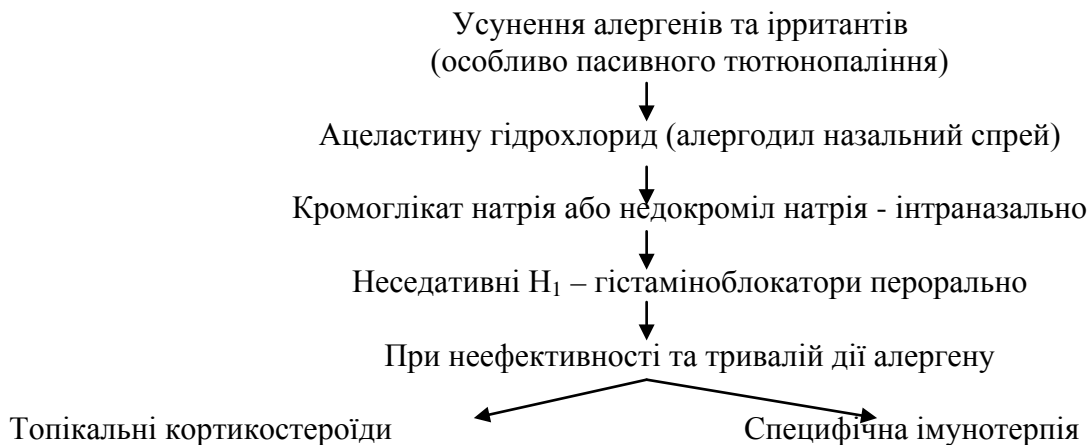 Усунення алергенів та ірритантів
(особливо пасивного тютюнопаління)
Ацеластину гідрохлорид (алергодил назальний спрей)
Кромоглікат натрія або недокроміл натрія - інтраназально
Неседативні H₁ – гістаміноблокатори перорально
При неефективності та тривалій дії алергену
Топікальні кортикостероїди Специфічна імунотерпія